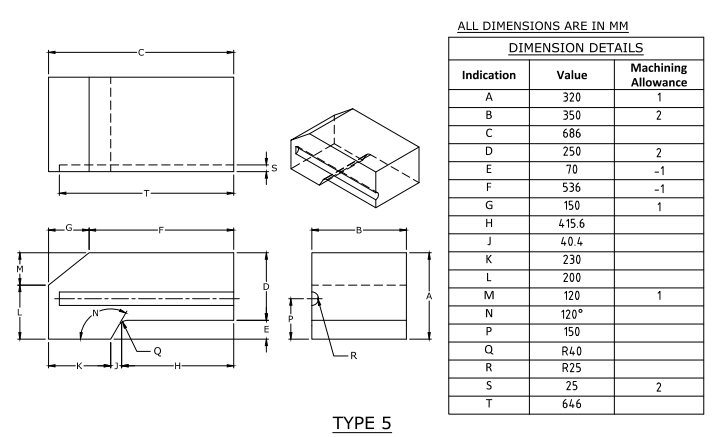 ALL DIMENSIONS ARE IN MM
DIMENSION DETAILS
Indication Value Machining Allowance
A 320 1
B 350 2
C 686
D 250 2
E 70 -1
F 536 -1
G 150 1
H 415.6
J 40.4
K 230
L 200
M 120 1
N 120°
P 150
Q R40
R R25
S 25 2
T 646
C
S
T
G F
B
M
D
A
L
N
P
E
Q
R
K J H
TYPE 5